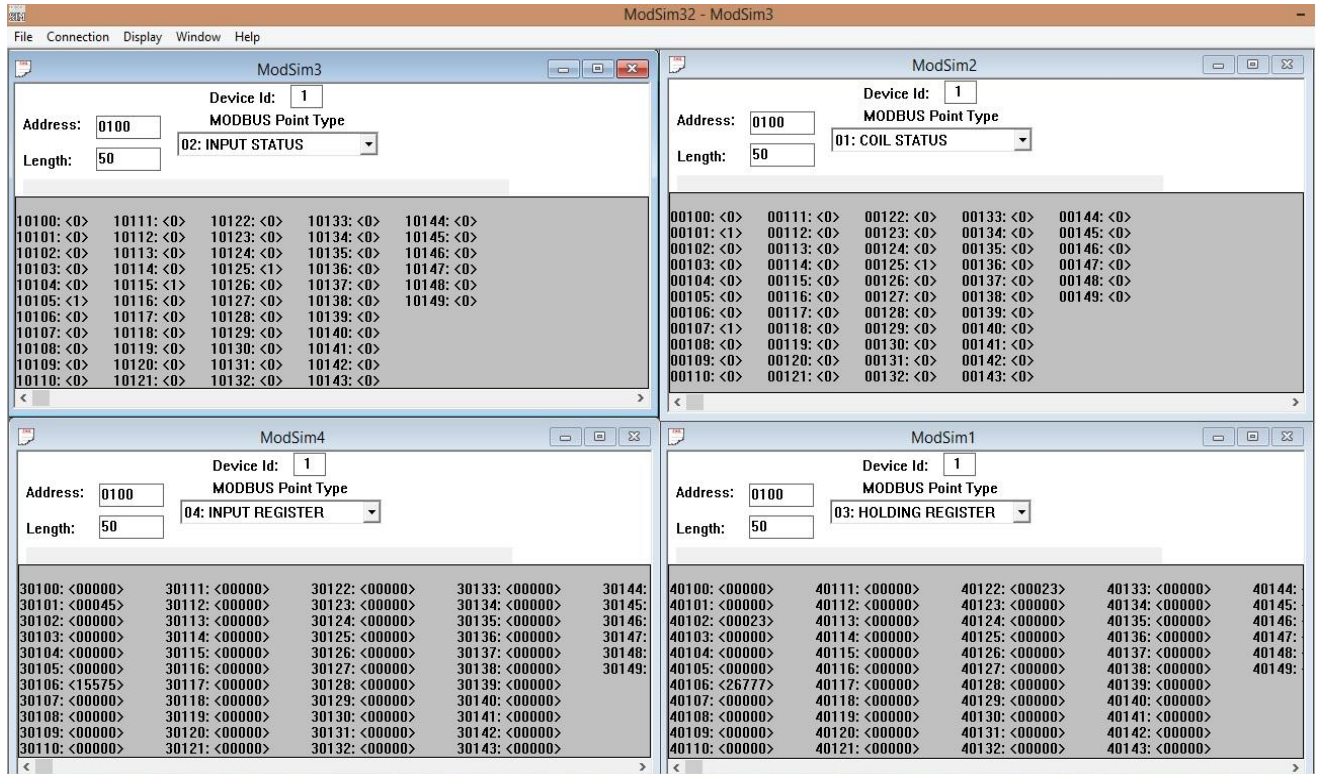 ModSim32 - ModSim3
File Connection Display Window Help
ModSim3
Device Id: 1
Address: 0100
MODBUS Point Type
02: INPUT STATUS
Length: 50
10100: <0> 10111: <0> 10122: <0> 10133: <0> 10144: <0>
10101: <0> 10112: <0> 10123: <0> 10134: <0> 10145: <0>
10102: <0> 10113: <0> 10124: <0> 10135: <0> 10146: <0>
10103: <0> 10114: <0> 10125: <1> 10136: <0> 10147: <0>
10104: <0> 10115: <1> 10126: <0> 10137: <0> 10148: <0>
10105: <1> 10116: <0> 10127: <0> 10138: <0> 10149: <0>
10106: <0> 10117: <0> 10128: <0> 10139: <0>
10107: <0> 10118: <0> 10129: <0> 10140: <0>
10108: <0> 10119: <0> 10130: <0> 10141: <0>
10109: <0> 10120: <0> 10131: <0> 10142: <0>
10110: <0> 10121: <0> 10132: <0> 10143: <0>
ModSim2
Device Id: 1
Address: 0100
MODBUS Point Type
01: COIL STATUS
Length: 50
00100: <0> 00111: <0> 00122: <0> 00133: <0> 00144: <0>
00101: <1> 00112: <0> 00123: <0> 00134: <0> 00145: <0>
00102: <0> 00113: <0> 00124: <0> 00135: <0> 00146: <0>
00103: <0> 00114: <0> 00125: <1> 00136: <0> 00147: <0>
00104: <0> 00115: <0> 00126: <0> 00137: <0> 00148: <0>
00105: <0> 00116: <0> 00127: <0> 00138: <0> 00149: <0>
00106: <0> 00117: <0> 00128: <0> 00139: <0>
00107: <1> 00118: <0> 00129: <0> 00140: <0>
00108: <0> 00119: <0> 00130: <0> 00141: <0>
00109: <0> 00120: <0> 00131: <0> 00142: <0>
00110: <0> 00121: <0> 00132: <0> 00143: <0>
ModSim4
Device Id: 1
Address: 0100
MODBUS Point Type
04: INPUT REGISTER
Length: 50
30100: <00000> 30111: <00000> 30122: <00000> 30133: <00000> 30144:
30101: <00045> 30112: <00000> 30123: <00000> 30134: <00000> 30145:
30102: <00000> 30113: <00000> 30124: <00000> 30135: <00000> 30146:
30103: <00000> 30114: <00000> 30125: <00000> 30136: <00000> 30147:
30104: <00000> 30115: <00000> 30126: <00000> 30137: <00000> 30148:
30105: <00000> 30116: <00000> 30127: <00000> 30138: <00000> 30149:
30106: <15575> 30117: <00000> 30128: <00000> 30139: <00000>
30107: <00000> 30118: <00000> 30129: <00000> 30140: <00000>
30108: <00000> 30119: <00000> 30130: <00000> 30141: <00000>
30109: <00000> 30120: <00000> 30131: <00000> 30142: <00000>
30110: <00000> 30121: <00000> 30132: <00000> 30143: <00000>
ModSim1
Device Id: 1
Address: 0100
MODBUS Point Type
03: HOLDING REGISTER
Length: 50
40100: <00000> 40111: <00000> 40122: <00023> 40133: <00000> 40144:
40101: <00000> 40112: <00000> 40123: <00000> 40134: <00000> 40145:
40102: <00023> 40113: <00000> 40124: <00000> 40135: <00000> 40146:
40103: <00000> 40114: <00000> 40125: <00000> 40136: <00000> 40147:
40104: <00000> 40115: <00000> 40126: <00000> 40137: <00000> 40148:
40105: <00000> 40116: <00000> 40127: <00000> 40138: <00000> 40149:
40106: <26777> 40117: <00000> 40128: <00000> 40139: <00000>
40107: <00000> 40118: <00000> 40129: <00000> 40140: <00000>
40108: <00000> 40119: <00000> 40130: <00000> 40141: <00000>
40109: <00000> 40120: <00000> 40131: <00000> 40142: <00000>
40110: <00000> 40121: <00000> 40132: <00000> 40143: <00000>